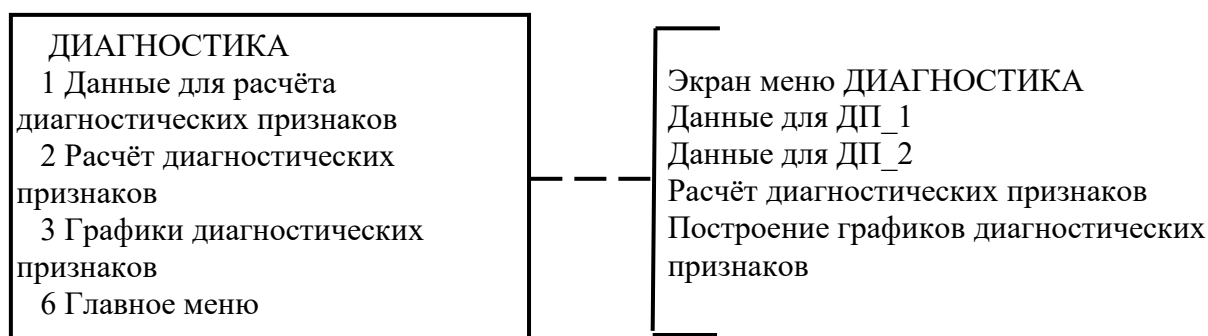 ДИАГНОСТИКА
1 Данные для расчёта
диагностических признаков
2 Расчёт диагностических
признаков
3 Графики диагностических
признаков
6 Главное меню
Экран меню ДИАГНОСТИКА
Данные для ДП_1
Данные для ДП_2
Расчёт диагностических признаков
Построение графиков диагностических
признаков